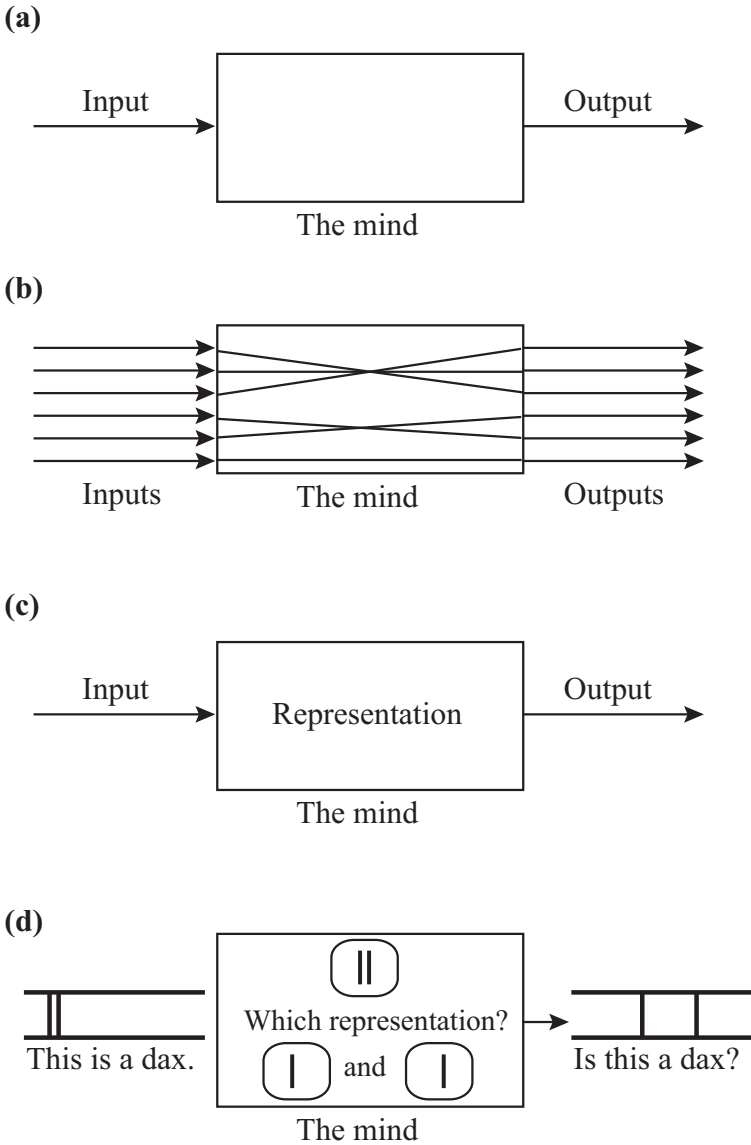 (a)
Input
Output
The mind
(b)
Inputs
The mind
Outputs
(c)
Input
Representation
Output
The mind
(d)
Which representation?
This is a dax.
and
Is this a dax?
The mind